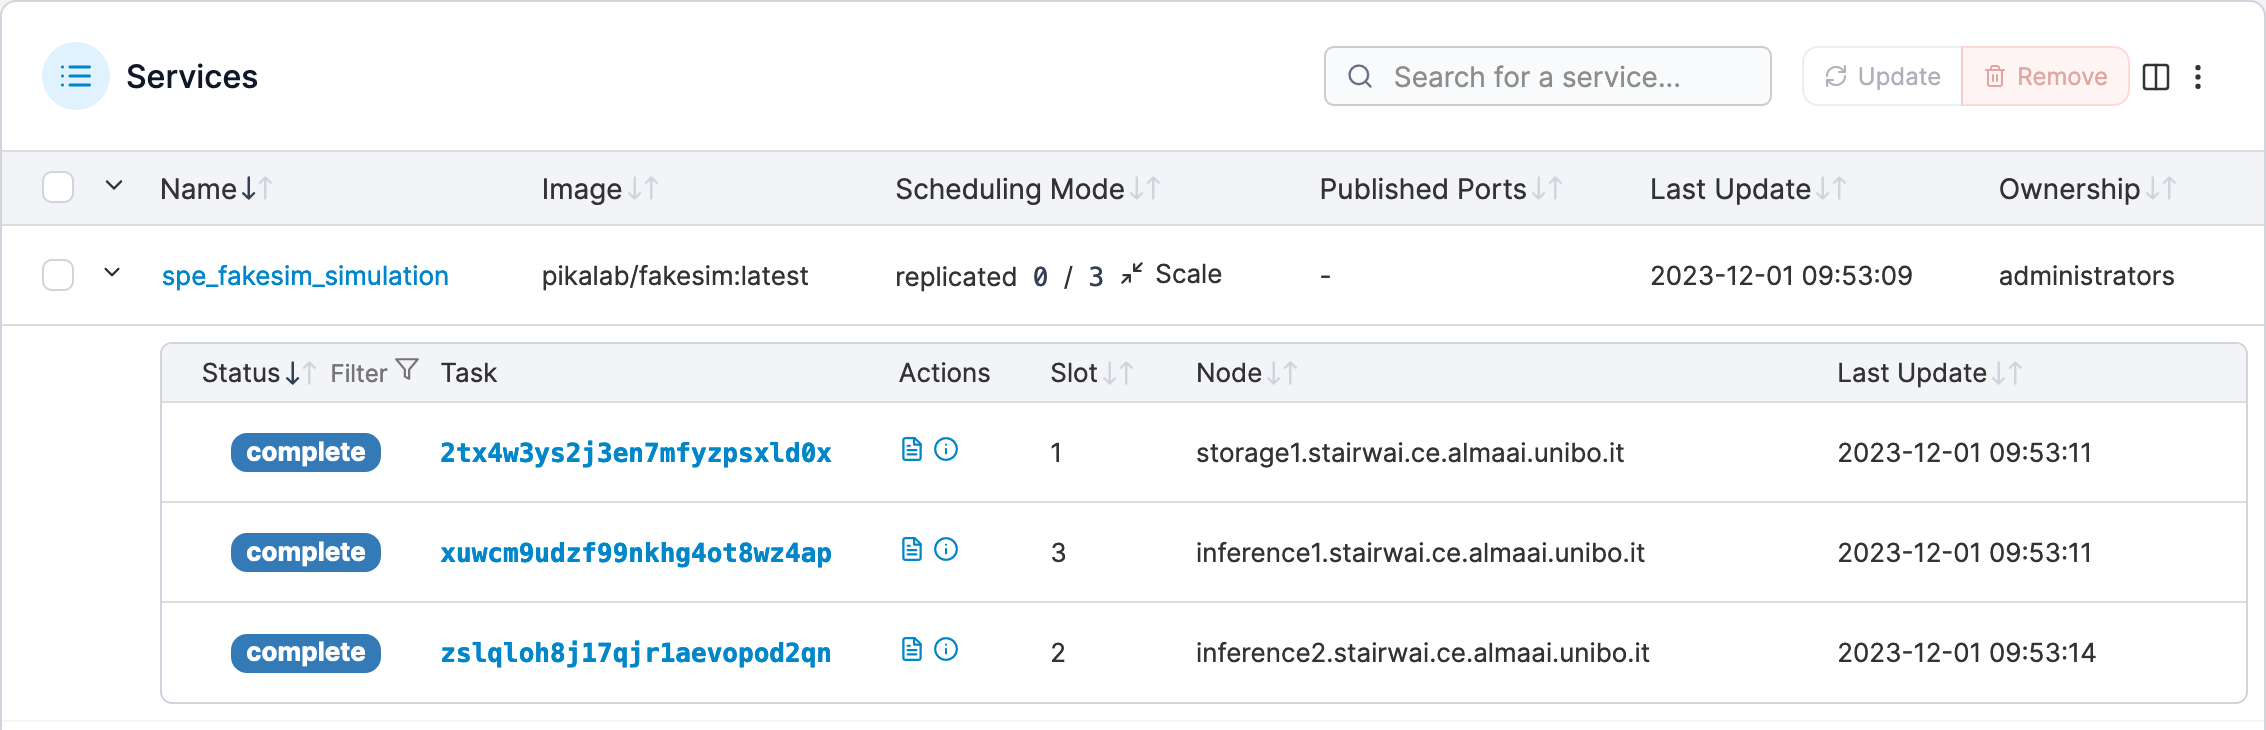 Services
Search for a service...
Update
Remove
Name Image Scheduling Mode Published Ports Last Update Ownership
spe_fakesim_simulation pikalab/fakesim:latest replicated 0 / 3 Scale - 2023-12-01 09:53:09 administrators
Status Filter Task Actions Slot Node Last Update
complete 2tx4w3ys2j3en7mfyzpsxld0x 1 storage1.stairwai.ce.almaai.unibo.it 2023-12-01 09:53:11
complete xuwcm9udzf99nkhg4ot8wz4ap 3 inference1.stairwai.ce.almaai.unibo.it 2023-12-01 09:53:11
complete zslqloh8j17qjr1aevopod2qn 2 inference2.stairwai.ce.almaai.unibo.it 2023-12-01 09:53:14